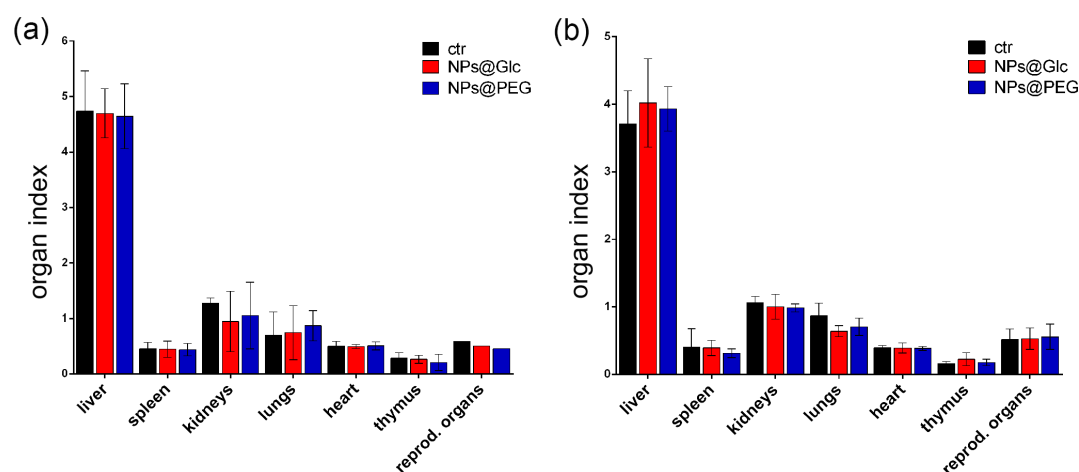 (a)
organ index
6
5
4
3
2
1
0
ctr
NPs@Glc
NPs@PEG
liver
spleen
kidneys
lungs
heart
thymus
reprod. organs
(b)
organ index
5
4
3
2
1
0
ctr
NPs@Glc
NPs@PEG
liver
spleen
kidneys
lungs
heart
thymus
reprod. organs